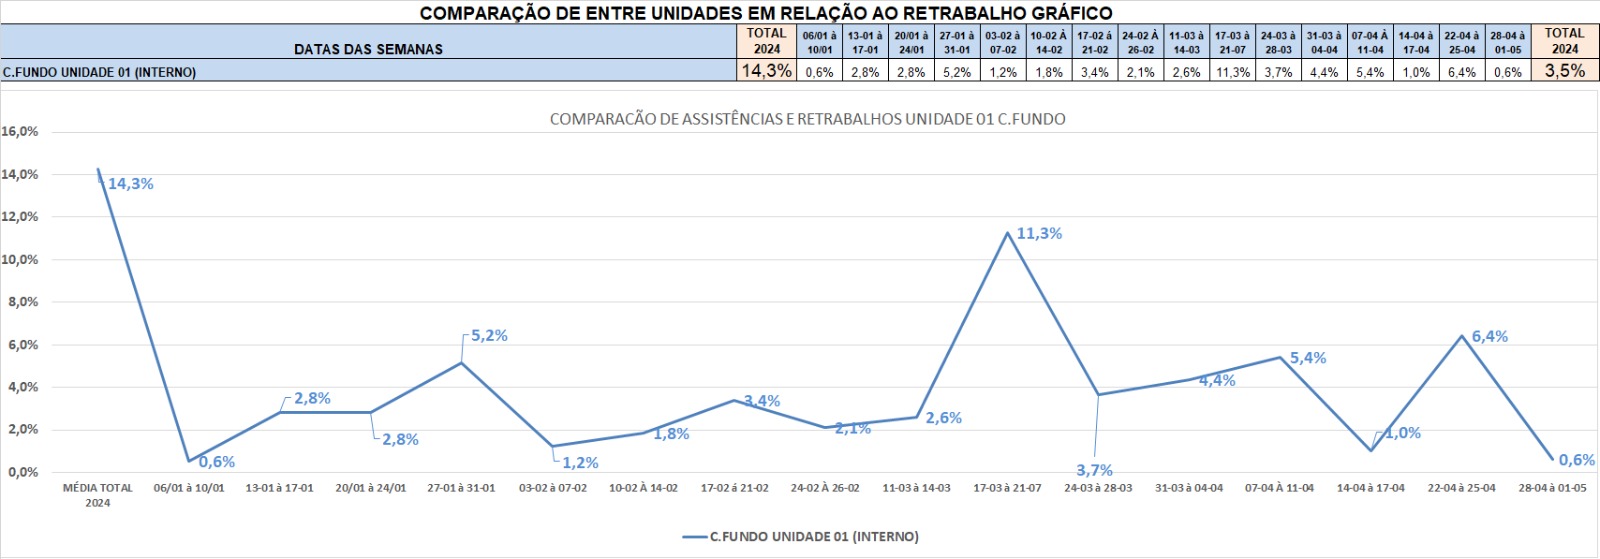 COMPARAÇÃO DE ENTRE UNIDADES EM RELAÇÃO AO RETRABALHO GRÁFICO
DATAS DAS SEMANAS
TOTAL 2024
06/01 à 10/01
13-01 à 17-01
20/01 à 24/01
27-01 à 31-01
03-02 à 07-02
10-02 À 14-02
17-02 á 21-02
24-02 À 26-02
11-03 à 14-03
17-03 à 21-07
24-03 à 28-03
31-03 à 04-04
07-04 À 11-04
14-04 à 17-04
22-04 à 25-04
28-04 à 01-05
TOTAL 2024
C.FUNDO UNIDADE 01 (INTERNO) 14,3% 0,6% 2,8% 2,8% 5,2% 1,2% 1,8% 3,4% 2,1% 2,6% 11,3% 3,7% 4,4% 5,4% 1,0% 6,4% 0,6% 3,5%
COMPARACÃO DE ASSISTÊNCIAS E RETRABALHOS UNIDADE 01 C.FUNDO
16,0%
14,0%
12,0%
10,0%
8,0%
6,0%
4,0%
2,0%
0,0%
14,3%
0,6%
2,8%
2,8%
5,2%
1,2%
1,8%
3,4%
2,1%
2,6%
11,3%
3,7%
4,4%
5,4%
1,0%
6,4%
0,6%
MÉDIA TOTAL
2024
06/01 à 10/01
13-01 à 17-01
20/01 à 24/01
27-01 à 31-01
03-02 à 07-02
10-02 À 14-02
17-02 á 21-02
24-02 À 26-02
11-03 à 14-03
17-03 à 21-07
24-03 à 28-03
31-03 à 04-04
07-04 À 11-04
14-04 à 17-04
22-04 à 25-04
28-04 à 01-05
C.FUNDO UNIDADE 01 (INTERNO)